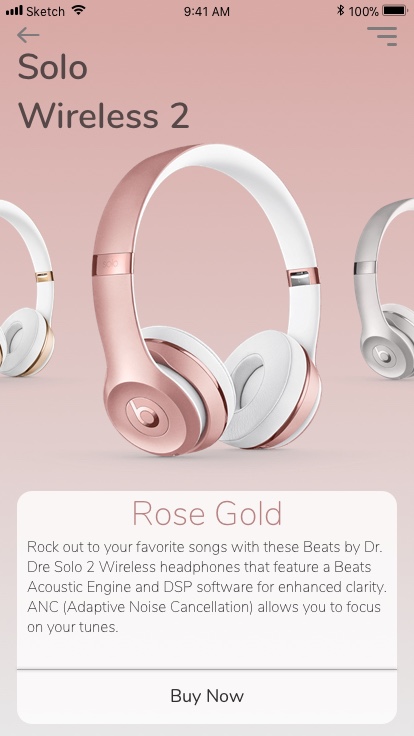 Sketch 9:41 AM 100%
Solo
Wireless 2
Rose Gold
Rock out to your favorite songs with these Beats by Dr.
Dre Solo 2 Wireless headphones that feature a Beats
Acoustic Engine and DSP software for enhanced clarity.
ANC (Adaptive Noise Cancellation) allows you to focus
on your tunes.
Buy Now